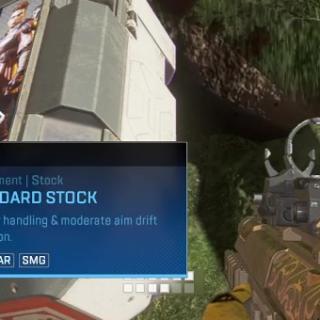 ment | Stock
DARD STOCK
handling & moderate aim drift
on.
AR SMG